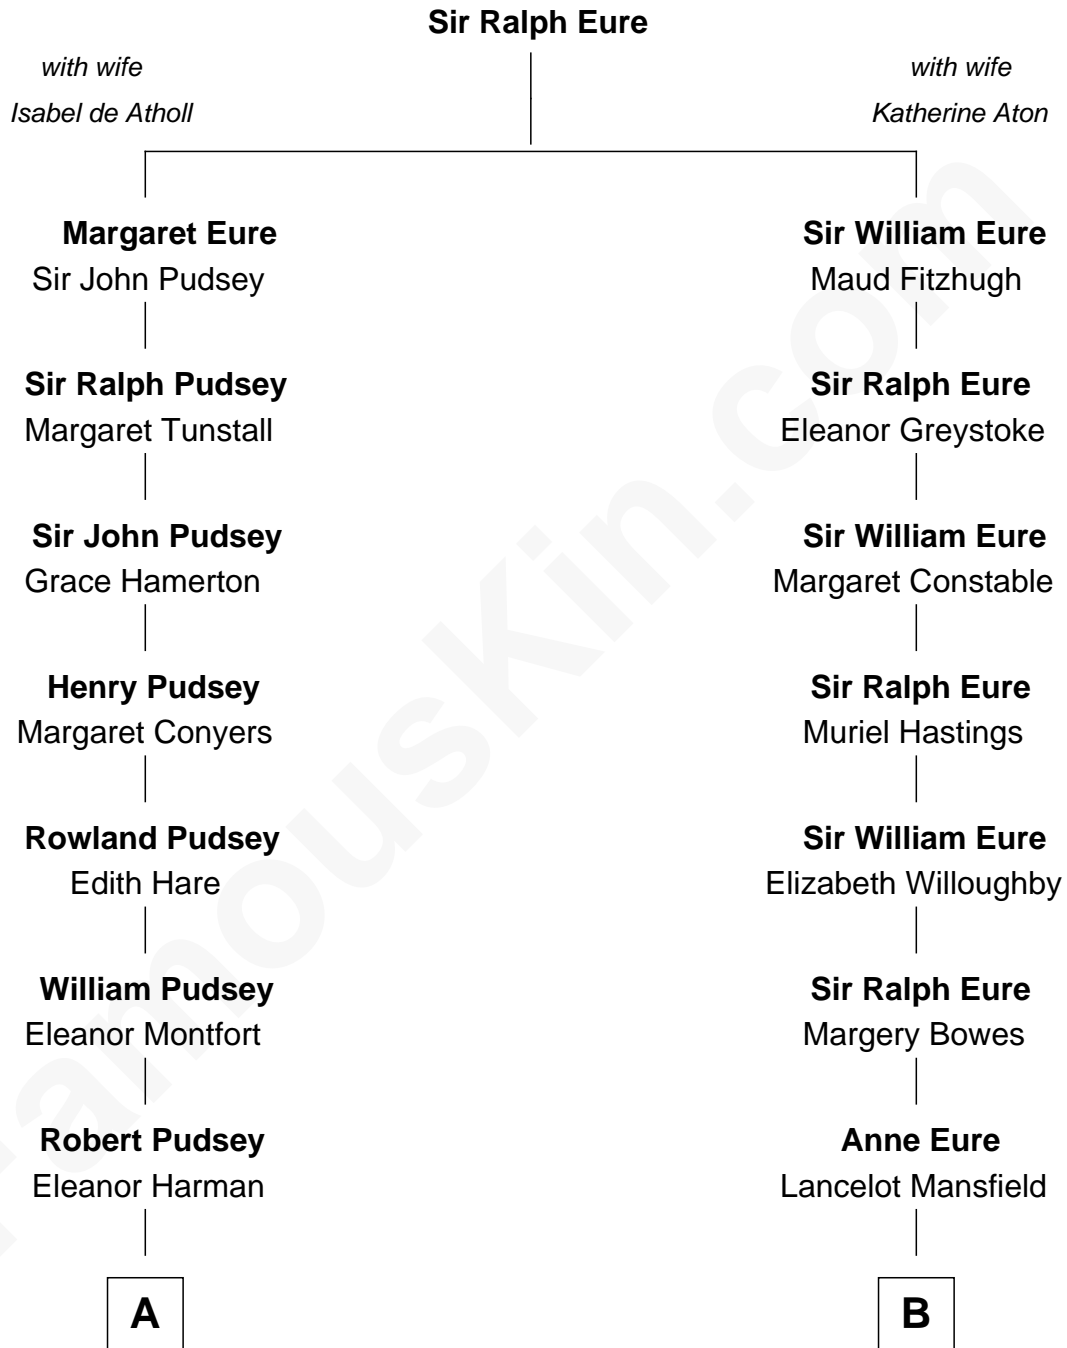 Sir Ralph Eure
with wife
Isabel de Atholl
with wife
Katherine Aton
Margaret Eure
Sir John Pudsey
Sir William Eure
Maud Fitzhugh
Sir Ralph Pudsey
Margaret Tunstall
Sir Ralph Eure
Eleanor Greystoke
Sir John Pudsey
Grace Hamerton
Sir William Eure
Margaret Constable
Henry Pudsey
Margaret Conyers
Sir Ralph Eure
Muriel Hastings
Rowland Pudsey
Edith Hare
Sir William Eure
Elizabeth Willoughby
William Pudsey
Eleanor Montfort
Sir Ralph Eure
Margery Bowes
Robert Pudsey
Eleanor Harman
Anne Eure
Lancelot Mansfield
A
B
FamousKin.com